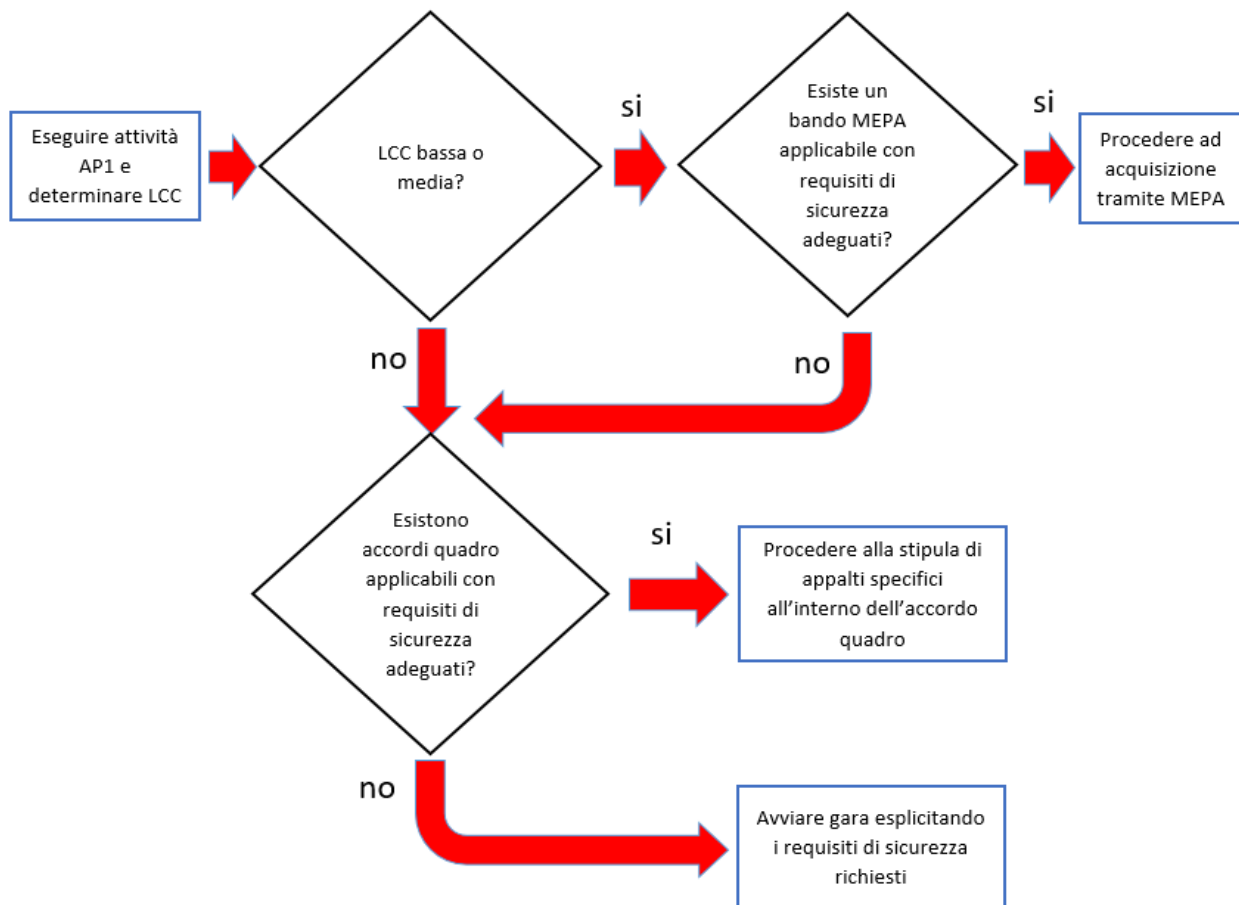 Eseguire attività
AP1 e
determinare LCC
LCC bassa o
media?
si
Esiste un
bando MEPA
applicabile con
requisiti di
sicurezza
adeguati?
si
Procedere ad
acquisizione
tramite MEPA
no
no
Esistono
accordi quadro
applicabili con
requisiti di
sicurezza
adeguati?
si
Procedere alla stipula di
appalti specifici
all’interno dell’accordo
quadro
no
Avviare gara esplicitando
i requisiti di sicurezza
richiesti